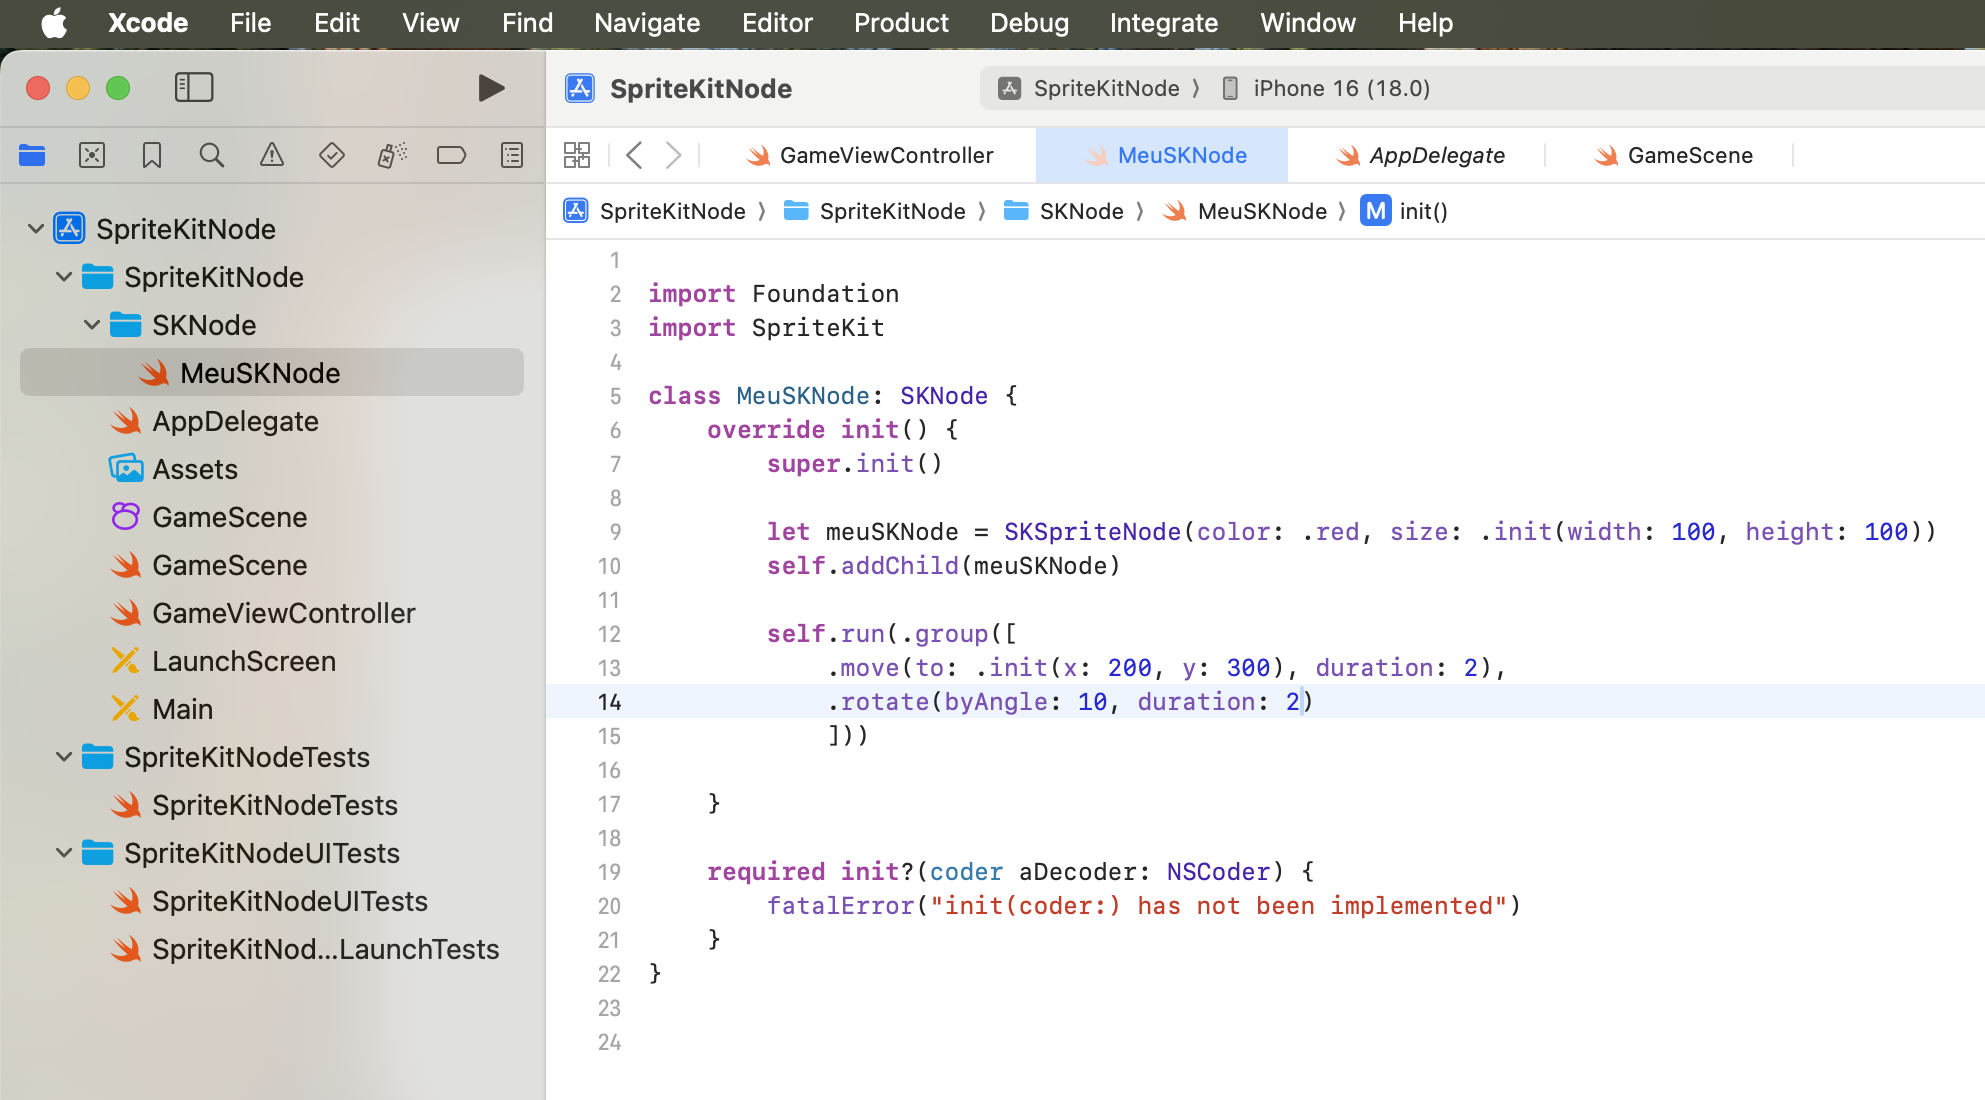 Xcode File Edit View Find Navigate Editor Product Debug Integrate Window Help
SpriteKitNode SpriteKitNode 〉 iPhone 16 (18.0)
GameViewController MeuSKNode AppDelegate GameScene
SpriteKitNode 〉 SpriteKitNode 〉 SKNode 〉 MeuSKNode 〉 M init()
SpriteKitNode
SpriteKitNode
SKNode
MeuSKNode
AppDelegate
Assets
GameScene
GameScene
GameViewController
LaunchScreen
Main
SpriteKitNodeTests
SpriteKitNodeTests
SpriteKitNodeUITests
SpriteKitNodeUITests
SpriteKitNod...LaunchTests
1
2 import Foundation
3 import SpriteKit
4
5 class MeuSKNode: SKNode {
6 override init() {
7 super.init()
8
9 let meuSKNode = SKSpriteNode(color: .red, size: .init(width: 100, height: 100))
10 self.addChild(meuSKNode)
11
12 self.run(.group([
13 .move(to: .init(x: 200, y: 300), duration: 2),
14 .rotate(byAngle: 10, duration: 2)
15 ]))
16
17 }
18
19 required init?(coder aDecoder: NSCoder) {
20 fatalError("init(coder:) has not been implemented")
21 }
22 }
23
24